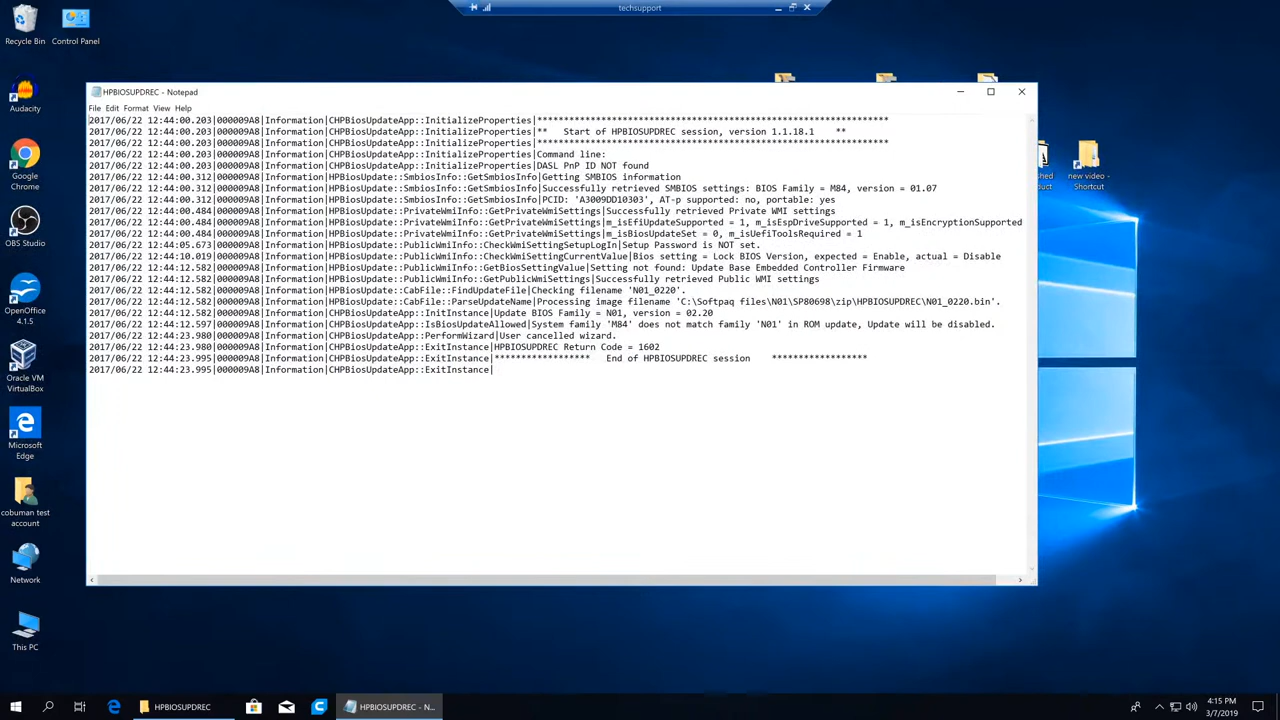 techsupport
Recycle Bin
Control Panel
HPBIOSUPDREC - Notepad
File Edit Format View Help
2017/06/22 12:44:00.203|000009A8|Information|CHPBiosUpdateApp::InitializeProperties|******************************************************************
2017/06/22 12:44:00.203|000009A8|Information|CHPBiosUpdateApp::InitializeProperties|** Start of HPBIOSUPDREC session, version 1.1.18.1 **
2017/06/22 12:44:00.203|000009A8|Information|CHPBiosUpdateApp::InitializeProperties|******************************************************************
2017/06/22 12:44:00.203|000009A8|Information|CHPBiosUpdateApp::InitializeProperties|Command line:
2017/06/22 12:44:00.203|000009A8|Information|CHPBiosUpdateApp::InitializeProperties|DASL PnP ID NOT found
2017/06/22 12:44:00.312|000009A8|Information|HPBiosUpdate::SmbiosInfo::GetSmbiosInfo|Getting SMBIOS information
2017/06/22 12:44:00.312|000009A8|Information|HPBiosUpdate::SmbiosInfo::GetSmbiosInfo|Successfully retrieved SMBIOS settings: BIOS Family = M84, version = 01.07
2017/06/22 12:44:00.312|000009A8|Information|HPBiosUpdate::SmbiosInfo::GetSmbiosInfo|PCID: 'A3009DD10303', AT-p supported: no, portable: yes
2017/06/22 12:44:00.484|000009A8|Information|HPBiosUpdate::PrivateWmiInfo::GetPrivateWmiSettings|Successfully retrieved Private WMI settings
2017/06/22 12:44:00.484|000009A8|Information|HPBiosUpdate::PrivateWmiInfo::GetPrivateWmiSettings|m_isEfiUpdateSupported = 1, m_isEspDriveSupported = 1, m_isEncryptionSupported
2017/06/22 12:44:00.484|000009A8|Information|HPBiosUpdate::PrivateWmiInfo::GetPrivateWmiSettings|m_isBiosUpdateSet = 0, m_isUefiToolsRequired = 1
2017/06/22 12:44:05.673|000009A8|Information|HPBiosUpdate::PublicWmiInfo::CheckWmiSettingSetupLogIn|Setup Password is NOT set.
2017/06/22 12:44:10.019|000009A8|Information|HPBiosUpdate::PublicWmiInfo::CheckWmiSettingCurrentValue|Bios setting = Lock BIOS Version, expected = Enable, actual = Disable
2017/06/22 12:44:12.582|000009A8|Information|HPBiosUpdate::PublicWmiInfo::GetBiosSettingValue|Setting not found: Update Base Embedded Controller Firmware
2017/06/22 12:44:12.582|000009A8|Information|HPBiosUpdate::PublicWmiInfo::GetPublicWmiSettings|Successfully retrieved Public WMI settings
2017/06/22 12:44:12.582|000009A8|Information|HPBiosUpdate::CabFile::FindUpdateFile|Checking filename 'N01_0220'.
2017/06/22 12:44:12.582|000009A8|Information|HPBiosUpdate::CabFile::ParseUpdateName|Processing image filename 'C:\Softpaq files\N01\SP80698\zip\HPBIOSUPDREC\N01_0220.bin'.
2017/06/22 12:44:12.582|000009A8|Information|CHPBiosUpdateApp::InitInstance|Update BIOS Family = N01, version = 02.20
2017/06/22 12:44:12.597|000009A8|Information|CHPBiosUpdateApp::IsBiosUpdateAllowed|System family 'M84' does not match family 'N01' in ROM update, Update will be disabled.
2017/06/22 12:44:23.980|000009A8|Information|CHPBiosUpdateApp::PerformWizard|User cancelled wizard.
2017/06/22 12:44:23.980|000009A8|Information|CHPBiosUpdateApp::ExitInstance|HPBIOSUPDREC Return Code = 1602
2017/06/22 12:44:23.995|000009A8|Information|CHPBiosUpdateApp::ExitInstance|****************** End of HPBIOSUPDREC session ******************
2017/06/22 12:44:23.995|000009A8|Information|CHPBiosUpdateApp::ExitInstance|
Audacity
Google
Chrome
OBS Studio
OpenOffice
4.1.5
Oracle VM
VirtualBox
Microsoft
Edge
cobuman test
account
Network
This PC
hed
duct
new video -
Shortcut
HPBIOSUPDREC
HPBIOSUPDREC - N...
4:15 PM
3/7/2019